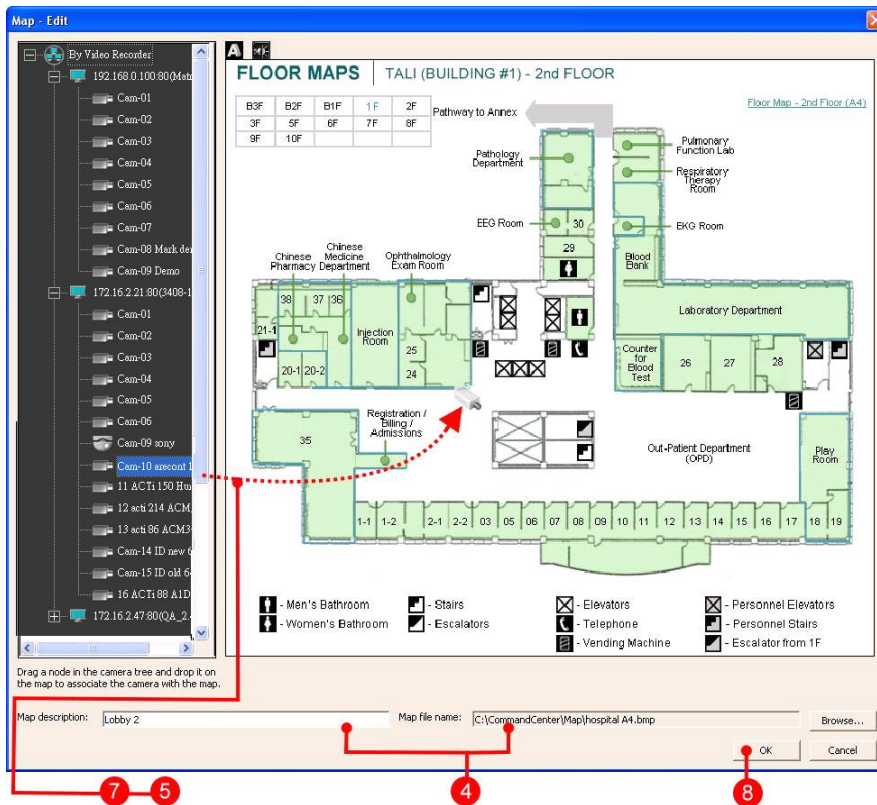 Map - Edit
By Video Recorder
192.168.0.100:80(Matr
Cam-01
Cam-02
Cam-03
Cam-04
Cam-05
Cam-06
Cam-07
Cam-08 Mark der
Cam-09 Demo
172.16.2.21:80(3408-1
Cam-01
Cam-02
Cam-03
Cam-04
Cam-05
Cam-06
Cam-09 sony
Cam-10 arecont 1
11 ACTi 150 Hu
12 acti 214 ACM
13 acti 86 ACM3
Cam-14 ID new 6
Cam-15 ID old 6
16 ACTi 88 A1D
172.16.2.47:80(QA_2.
Drag a node in the camera tree and drop it on
the map to associate the camera with the map.
A
FLOOR MAPS TALI (BUILDING #1) - 2nd FLOOR
B3F B2F B1F 1F 2F
3F 5F 6F 7F 8F
9F 10F
Pathway to Annex
Floor Map - 2nd Floor (A4)
Pathology
Department
Pulmonary
Function Lab
Respiratory
Therapy
Room
EEG Room
30
EKG Room
29
Blood
Bank
Chinese
Pharmacy
Chinese
Medicine
Department
Ophthalmology
Exam Room
38 37 36
21-1
Injection
Room
25
24
20-1 20-2
Laboratory Department
Counter
for
Blood
Test
26 27 28
Registration /
Billing /
Admissions
35
Out-Patient Department
(OPD)
Play
Room
1-1 1-2 2-1 2-2 03 05 06 07 08 09 10 11 12 13 14 15 16 17 18 19
- Men's Bathroom
- Women's Bathroom
- Stairs
- Escalators
- Elevators
- Telephone
- Vending Machine
- Personnel Elevators
- Personnel Stairs
- Escalator from 1F
Map description: Lobby 2
Map file name: C:\CommandCenter\Map\hospital A4.bmp
Browse...
OK
Cancel
7 5 4 8